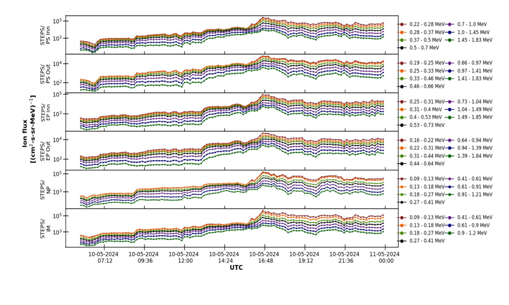 STEPS/
PS Inn
10⁵
10³
0.22 - 0.28 MeV
0.28 - 0.37 MeV
0.37 - 0.5 MeV
0.5 - 0.7 MeV
0.7 - 1.0 MeV
1.0 - 1.45 MeV
1.45 - 1.83 MeV
STEPS/
PS Out
10⁴
10²
0.19 - 0.25 MeV
0.25 - 0.33 MeV
0.33 - 0.46 MeV
0.46 - 0.66 MeV
0.66 - 0.97 MeV
0.97 - 1.41 MeV
1.41 - 1.83 MeV
STEPS/
EP Inn
10⁵
10³
0.25 - 0.31 MeV
0.31 - 0.4 MeV
0.4 - 0.53 MeV
0.53 - 0.73 MeV
0.73 - 1.04 MeV
1.04 - 1.49 MeV
1.49 - 1.85 MeV
STEPS/
EP Out
10⁴
10²
0.16 - 0.22 MeV
0.22 - 0.31 MeV
0.31 - 0.44 MeV
0.44 - 0.64 MeV
0.64 - 0.94 MeV
0.94 - 1.39 MeV
1.39 - 1.84 MeV
STEPS/
NP
0.09 - 0.13 MeV
0.13 - 0.18 MeV
0.18 - 0.27 MeV
0.27 - 0.41 MeV
0.41 - 0.61 MeV
0.61 - 0.91 MeV
0.91 - 1.21 MeV
STEPS/
IM
0.09 - 0.13 MeV
0.13 - 0.18 MeV
0.18 - 0.27 MeV
0.27 - 0.41 MeV
0.41 - 0.61 MeV
0.61 - 0.9 MeV
0.9 - 1.2 MeV
Ion flux
[(cm²-s-sr-MeV)⁻¹]
10-05-2024 10-05-2024 10-05-2024 10-05-2024 10-05-2024 10-05-2024 10-05-2024 11-05-2024
07:12 09:36 12:00 14:24 16:48 19:12 21:36 00:00
UTC